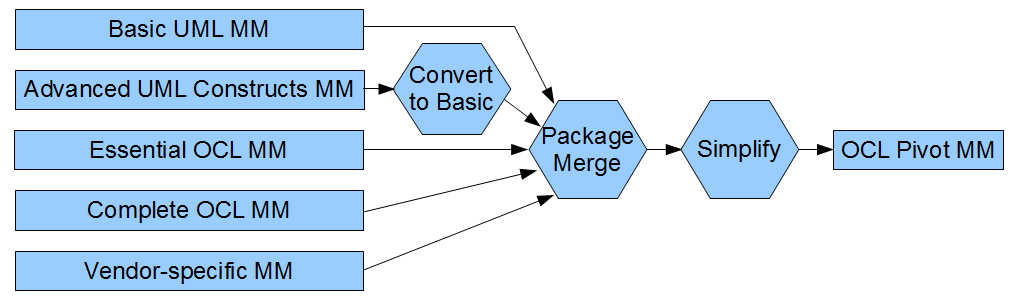 Basic UML MM
Advanced UML Constructs MM
Convert
to Basic
Essential OCL MM
Package
Merge
Simplify
OCL Pivot MM
Complete OCL MM
Vendor-specific MM